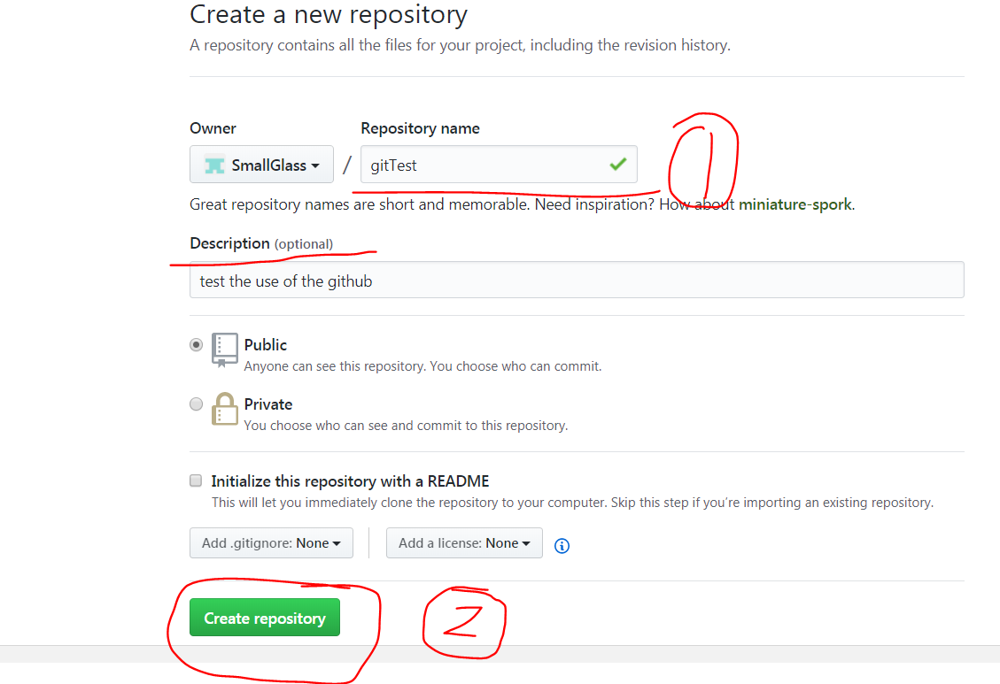 Create a new repository
A repository contains all the files for your project, including the revision history.
Owner Repository name
SmallGlass / gitTest
1
Great repository names are short and memorable. Need inspiration? How about miniature-spork.
Description (optional)
test the use of the github
Public
Anyone can see this repository. You choose who can commit.
Private
You choose who can see and commit to this repository.
Initialize this repository with a README
This will let you immediately clone the repository to your computer. Skip this step if you’re importing an existing repository.
Add .gitignore: None Add a license: None
Create repository 2